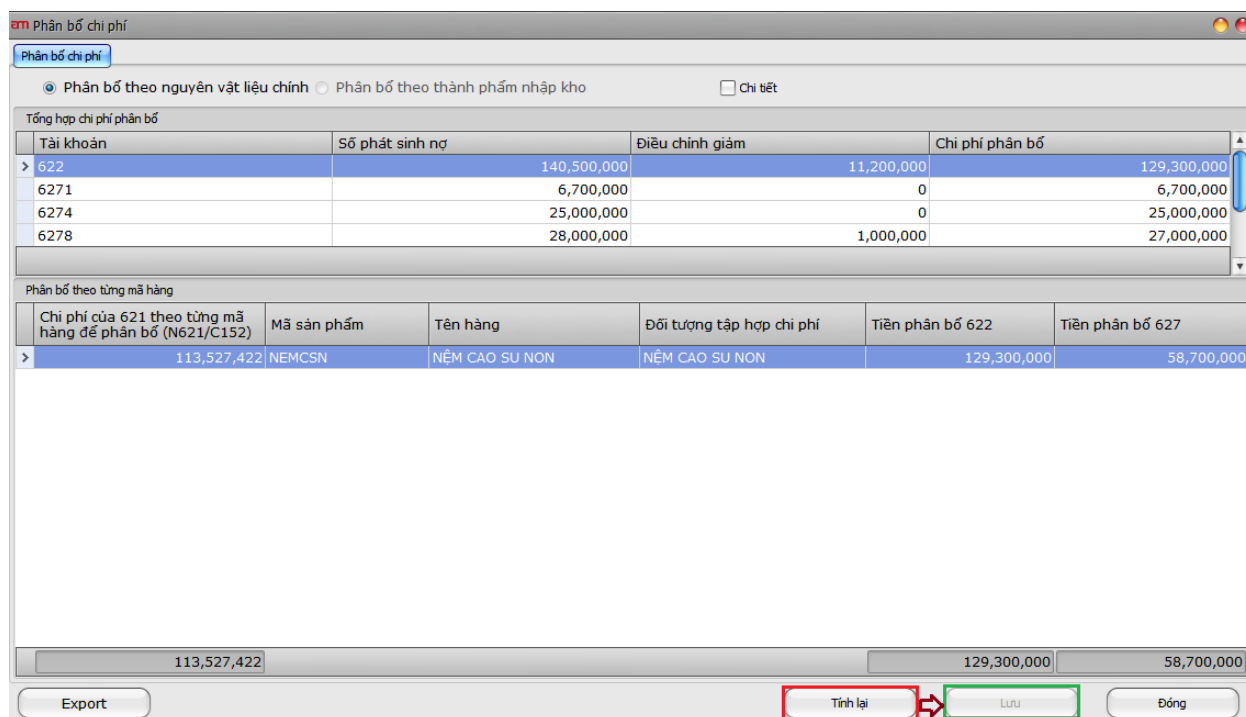 am Phân bổ chi phí
Phân bổ chi phí
Phân bổ theo nguyên vật liệu chính Phân bổ theo thành phẩm nhập kho Chi tiết
Tổng hợp chi phí phân bổ
Tài khoản Số phát sinh nợ Điều chỉnh giảm Chi phí phân bổ
622 140,500,000 11,200,000 129,300,000
6271 6,700,000 0 6,700,000
6274 25,000,000 0 25,000,000
6278 28,000,000 1,000,000 27,000,000
Phân bổ theo từng mã hàng
Chi phí của 621 theo từng mã
hàng để phân bổ (N621/C152) Mã sản phẩm Tên hàng Đối tượng tập hợp chi phí Tiền phân bổ 622 Tiền phân bổ 627
113,527,422 NEMCSN NỆM CAO SU NON NỆM CAO SU NON 129,300,000 58,700,000
113,527,422 129,300,000 58,700,000
Export Tính lại Lưu Đóng